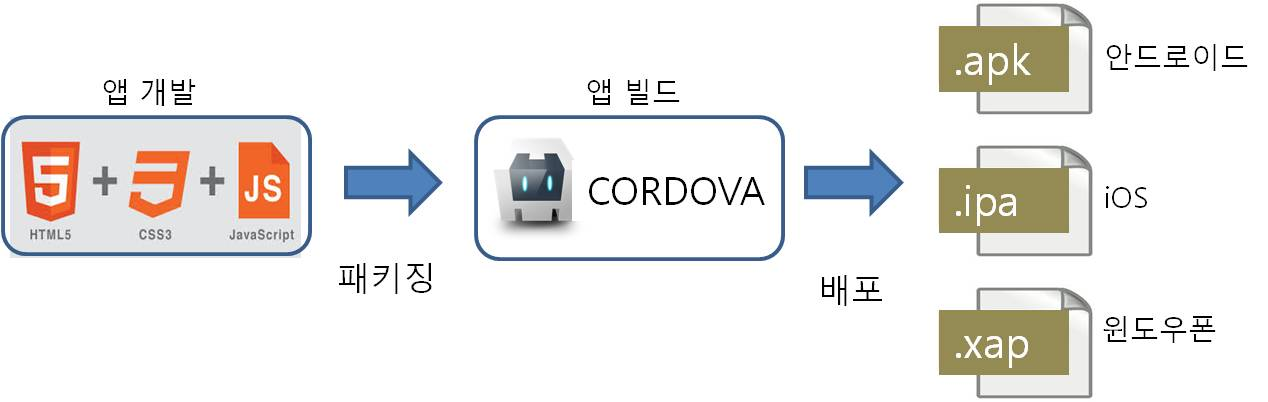 앱 개발
HTML5
+
CSS3
+
JS
JavaScript
패키징
앱 빌드
CORDOVA
배포
.apk
안드로이드
.ipa
iOS
.xap
윈도우폰